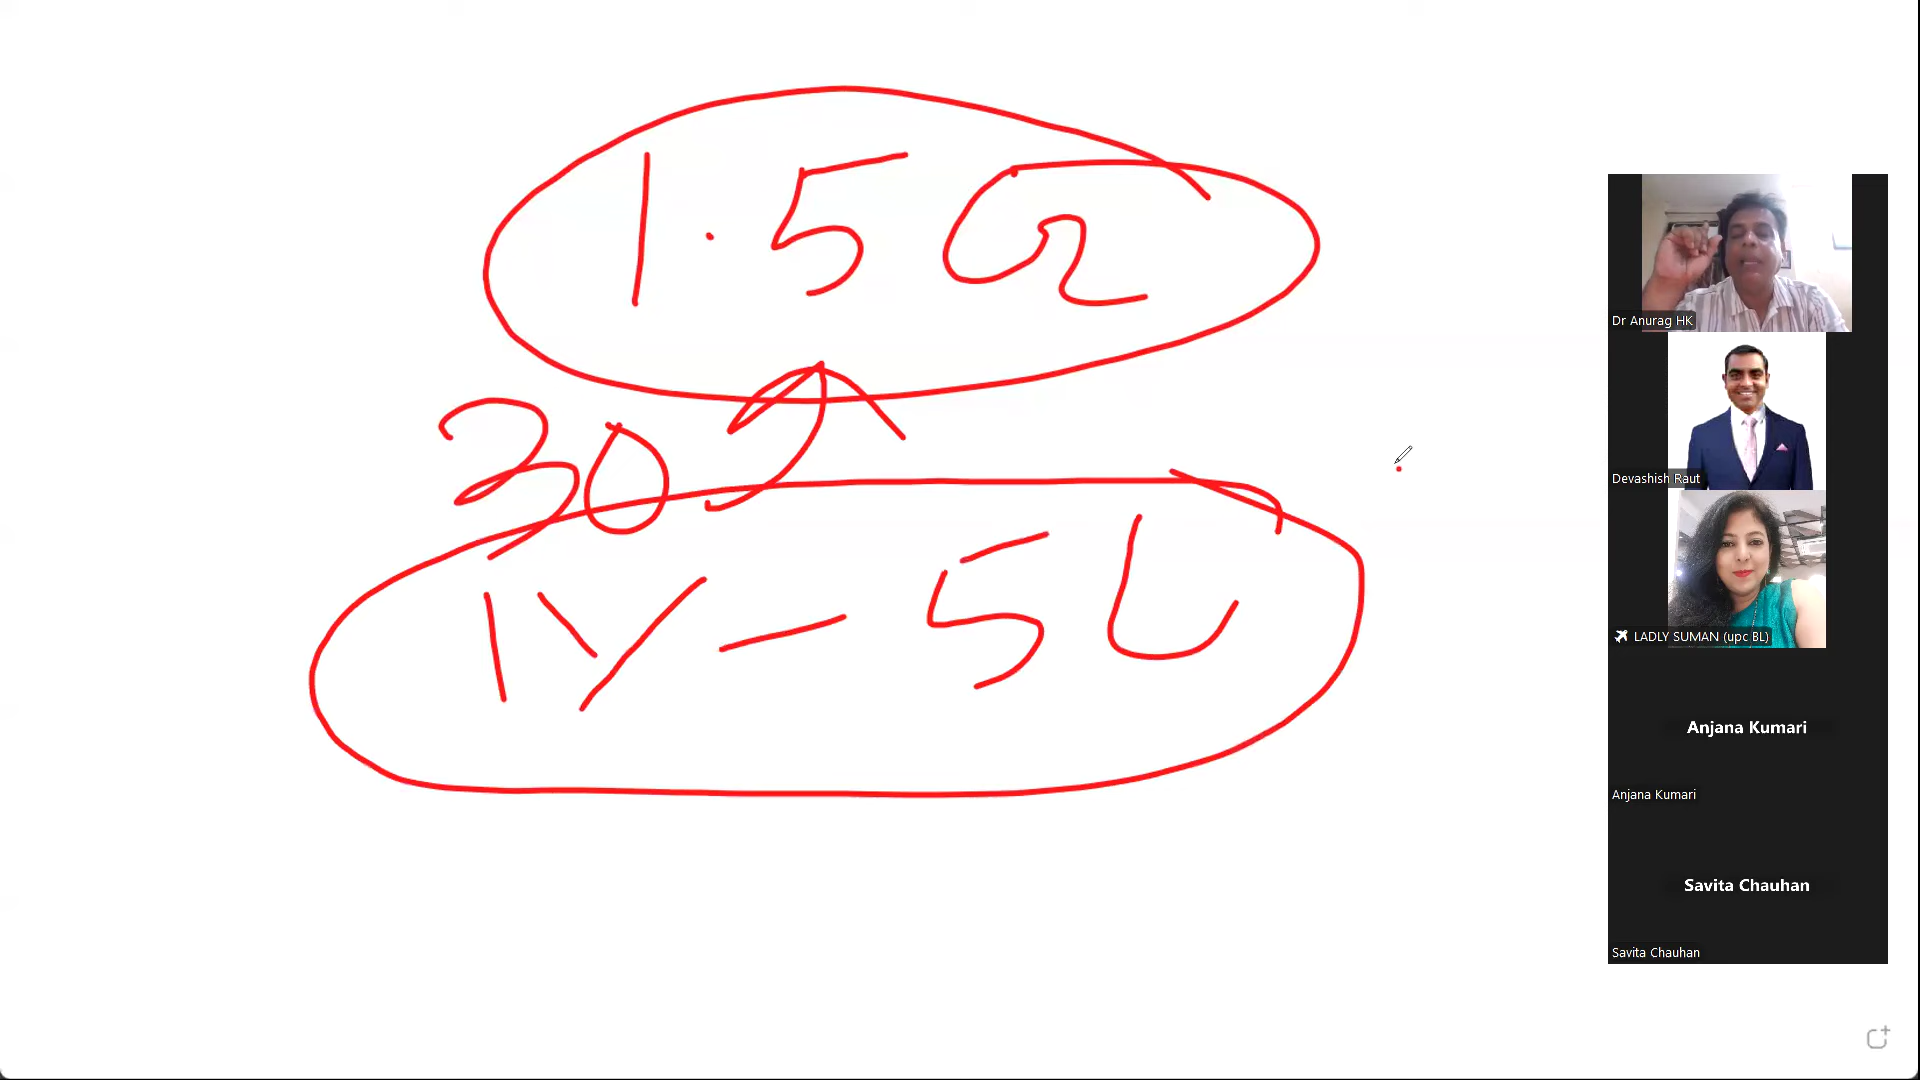 1.5 Cr
30
1Y - 5L
Dr Anurag HK
Devashish Raut
LADLY SUMAN (upc BL)
Anjana Kumari
Anjana Kumari
Savita Chauhan
Savita Chauhan